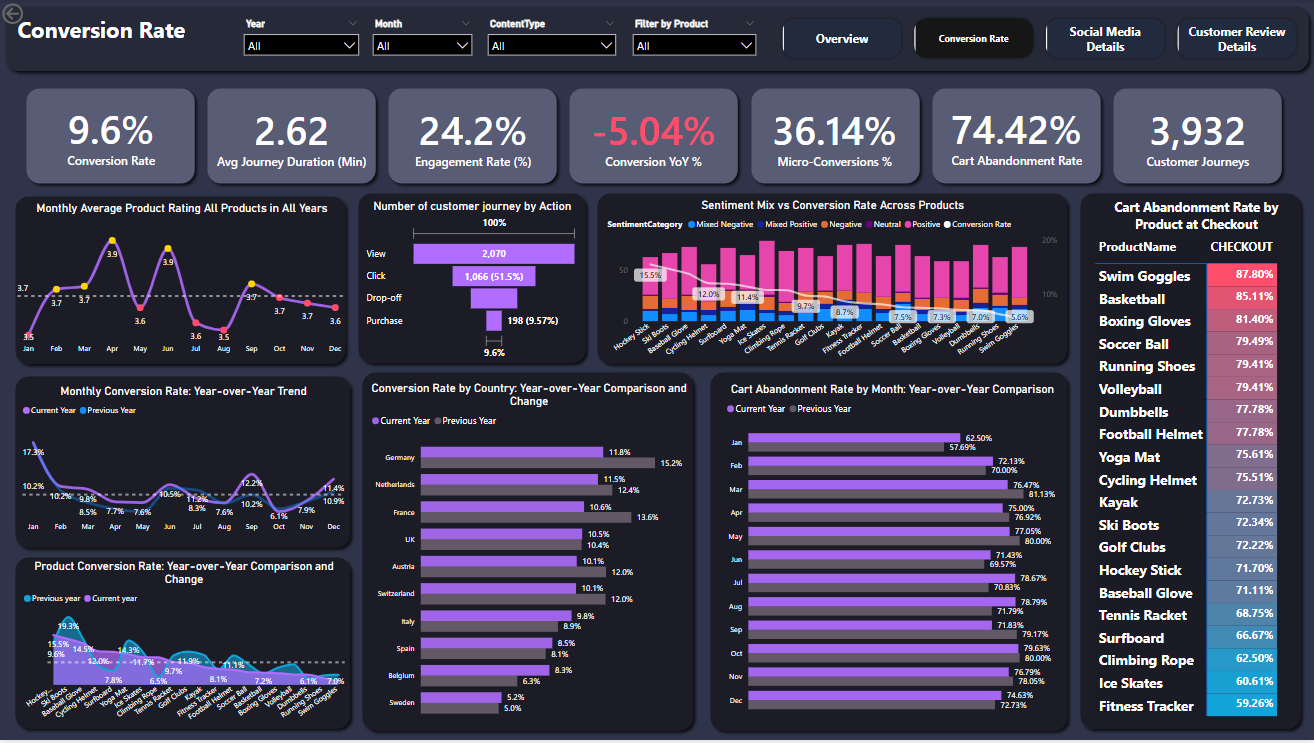 Conversion Rate
Year
Month
ContentType
Filter by Product
All
All
All
All
Overview
Conversion Rate
Social Media
Details
Customer Review
Details
9.6%
Conversion Rate
2.62
Avg Journey Duration (Min)
24.2%
Engagement Rate (%)
-5.04%
Conversion YoY %
36.14%
Micro-Conversions %
74.42%
Cart Abandonment Rate
3,932
Customer Journeys
Monthly Average Product Rating All Products in All Years
3.7
3.5
3.7
3.7
3.9
3.6
3.9
3.6
3.5
3.7
3.7
3.7
3.6
Jan Feb Mar Apr May Jun Jul Aug Sep Oct Nov Dec
Number of customer journey by Action
100%
View 2,070
Click 1,066 (51.5%)
Drop-off
Purchase 198 (9.57%)
9.6%
Sentiment Mix vs Conversion Rate Across Products
SentimentCategory Mixed Negative Mixed Positive Negative Neutral Positive Conversion Rate
50
0
20%
10%
15.5%
12.0%
11.4%
9.7%
8.7%
7.5%
7.3%
7.0%
5.6%
Hockey Stick
Ski Boots
Baseball Glove
Cycling Helmet
Surfboard
Yoga Mat
Ice Skates
Climbing Rope
Tennis Racket
Golf Clubs
Kayak
Fitness Tracker
Football Helmet
Soccer Ball
Basketball
Boxing Gloves
Volleyball
Dumbbells
Running Shoes
Swim Goggles
Cart Abandonment Rate by
Product at Checkout
ProductName CHECKOUT
Swim Goggles 87.80%
Basketball 85.11%
Boxing Gloves 81.40%
Soccer Ball 79.49%
Running Shoes 79.41%
Volleyball 79.41%
Dumbbells 77.78%
Football Helmet 77.78%
Yoga Mat 75.61%
Cycling Helmet 75.51%
Kayak 72.73%
Ski Boots 72.34%
Golf Clubs 72.22%
Hockey Stick 71.70%
Baseball Glove 71.11%
Tennis Racket 68.75%
Surfboard 66.67%
Climbing Rope 62.50%
Ice Skates 60.61%
Fitness Tracker 59.26%
Monthly Conversion Rate: Year-over-Year Trend
Current Year Previous Year
17.3%
10.2%
10.2%
9.8%
8.5%
7.7%
7.6%
10.5%
11.2%
8.3%
7.6%
12.2%
10.2%
6.1%
7.9%
11.4%
10.9%
Jan Feb Mar Apr May Jun Jul Aug Sep Oct Nov Dec
Product Conversion Rate: Year-over-Year Comparison and
Change
Previous year Current year
19.3%
15.5%
9.6%
14.5%
12.0%
7.8%
14.3%
11.7%
6.5%
9.7%
11.9%
8.1%
11.1%
7.2%
6.1%
7.0%
Hockey...
Ski Boots
Baseball Glove
Cycling Helmet
Surfboard
Yoga Mat
Ice Skates
Climbing Rope
Tennis Racket
Golf Clubs
Kayak
Fitness Tracker
Football Helmet
Soccer Ball
Basketball
Boxing Gloves
Volleyball
Dumbbells
Running Shoes
Swim Goggles
Conversion Rate by Country: Year-over-Year Comparison and
Change
Current Year Previous Year
Germany 11.8%
15.2%
Netherlands 11.5%
12.4%
France 10.6%
13.6%
UK 10.5%
10.4%
Austria 10.1%
12.0%
Switzerland 10.1%
12.0%
Italy 9.8%
8.9%
Spain 8.5%
8.1%
Belgium 8.3%
6.3%
Sweden 5.2%
5.0%
Cart Abandonment Rate by Month: Year-over-Year Comparison
Current Year Previous Year
Jan 62.50%
57.69%
Feb 72.13%
70.00%
Mar 76.47%
81.13%
Apr 75.00%
76.92%
May 77.05%
80.00%
Jun 71.43%
69.57%
Jul 78.67%
70.83%
Aug 78.79%
71.79%
Sep 71.83%
79.17%
Oct 79.63%
80.00%
Nov 76.79%
78.05%
Dec 74.63%
72.73%